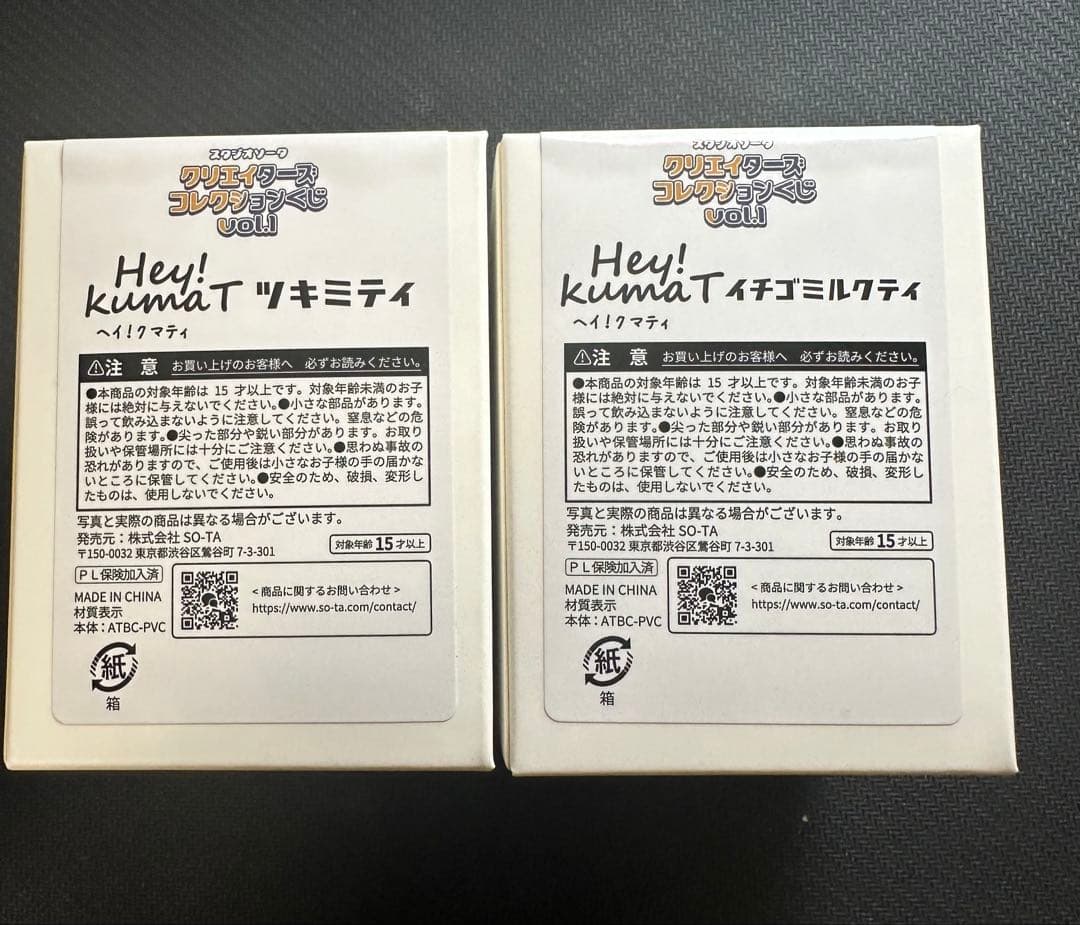 スタジオソータ
クリエイターズ
コレクションくじ
vol.1
Hey!
kumaT ツキミティ
ヘイ!クマティ
⚠注 意 お買い上げのお客様へ 必ずお読みください。
●本商品の対象年齢は 15 才以上です。対象年齢未満のお子
様には絶対に与えないでください。●小さな部品があります。
誤って飲み込まないように注意してください。窒息などの危
険があります。●尖った部分や鋭い部分があります。お取り
扱いや保管場所には十分にご注意ください。●思わぬ事故の
恐れがありますので、ご使用後は小さなお子様の手の届かな
いところに保管してください。●安全のため、破損、変形し
たものは、使用しないでください。
写真と実際の商品は異なる場合がございます。
発売元:株式会社 SO-TA
〒150-0032 東京都渋谷区鶯谷町 7-3-301
対象年齢 15才以上
PL保険加入済
MADE IN CHINA
材質表示
本体:ATBC-PVC
<商品に関するお問い合わせ>
https://www.so-ta.com/contact/
紙
箱
スタジオソータ
クリエイターズ
コレクションくじ
vol.1
Hey!
kumaT イチゴミルクティ
ヘイ!クマティ
⚠注 意 お買い上げのお客様へ 必ずお読みください。
●本商品の対象年齢は 15 才以上です。対象年齢未満のお子
様には絶対に与えないでください。●小さな部品があります。
誤って飲み込まないように注意してください。窒息などの危
険があります。●尖った部分や鋭い部分があります。お取り
扱いや保管場所には十分にご注意ください。●思わぬ事故の
恐れがありますので、ご使用後は小さなお子様の手の届かな
いところに保管してください。●安全のため、破損、変形し
たものは、使用しないでください。
写真と実際の商品は異なる場合がございます。
発売元:株式会社 SO-TA
〒150-0032 東京都渋谷区鶯谷町 7-3-301
対象年齢 15才以上
PL保険加入済
MADE IN CHINA
材質表示
本体:ATBC-PVC
<商品に関するお問い合わせ>
https://www.so-ta.com/contact/
紙
箱